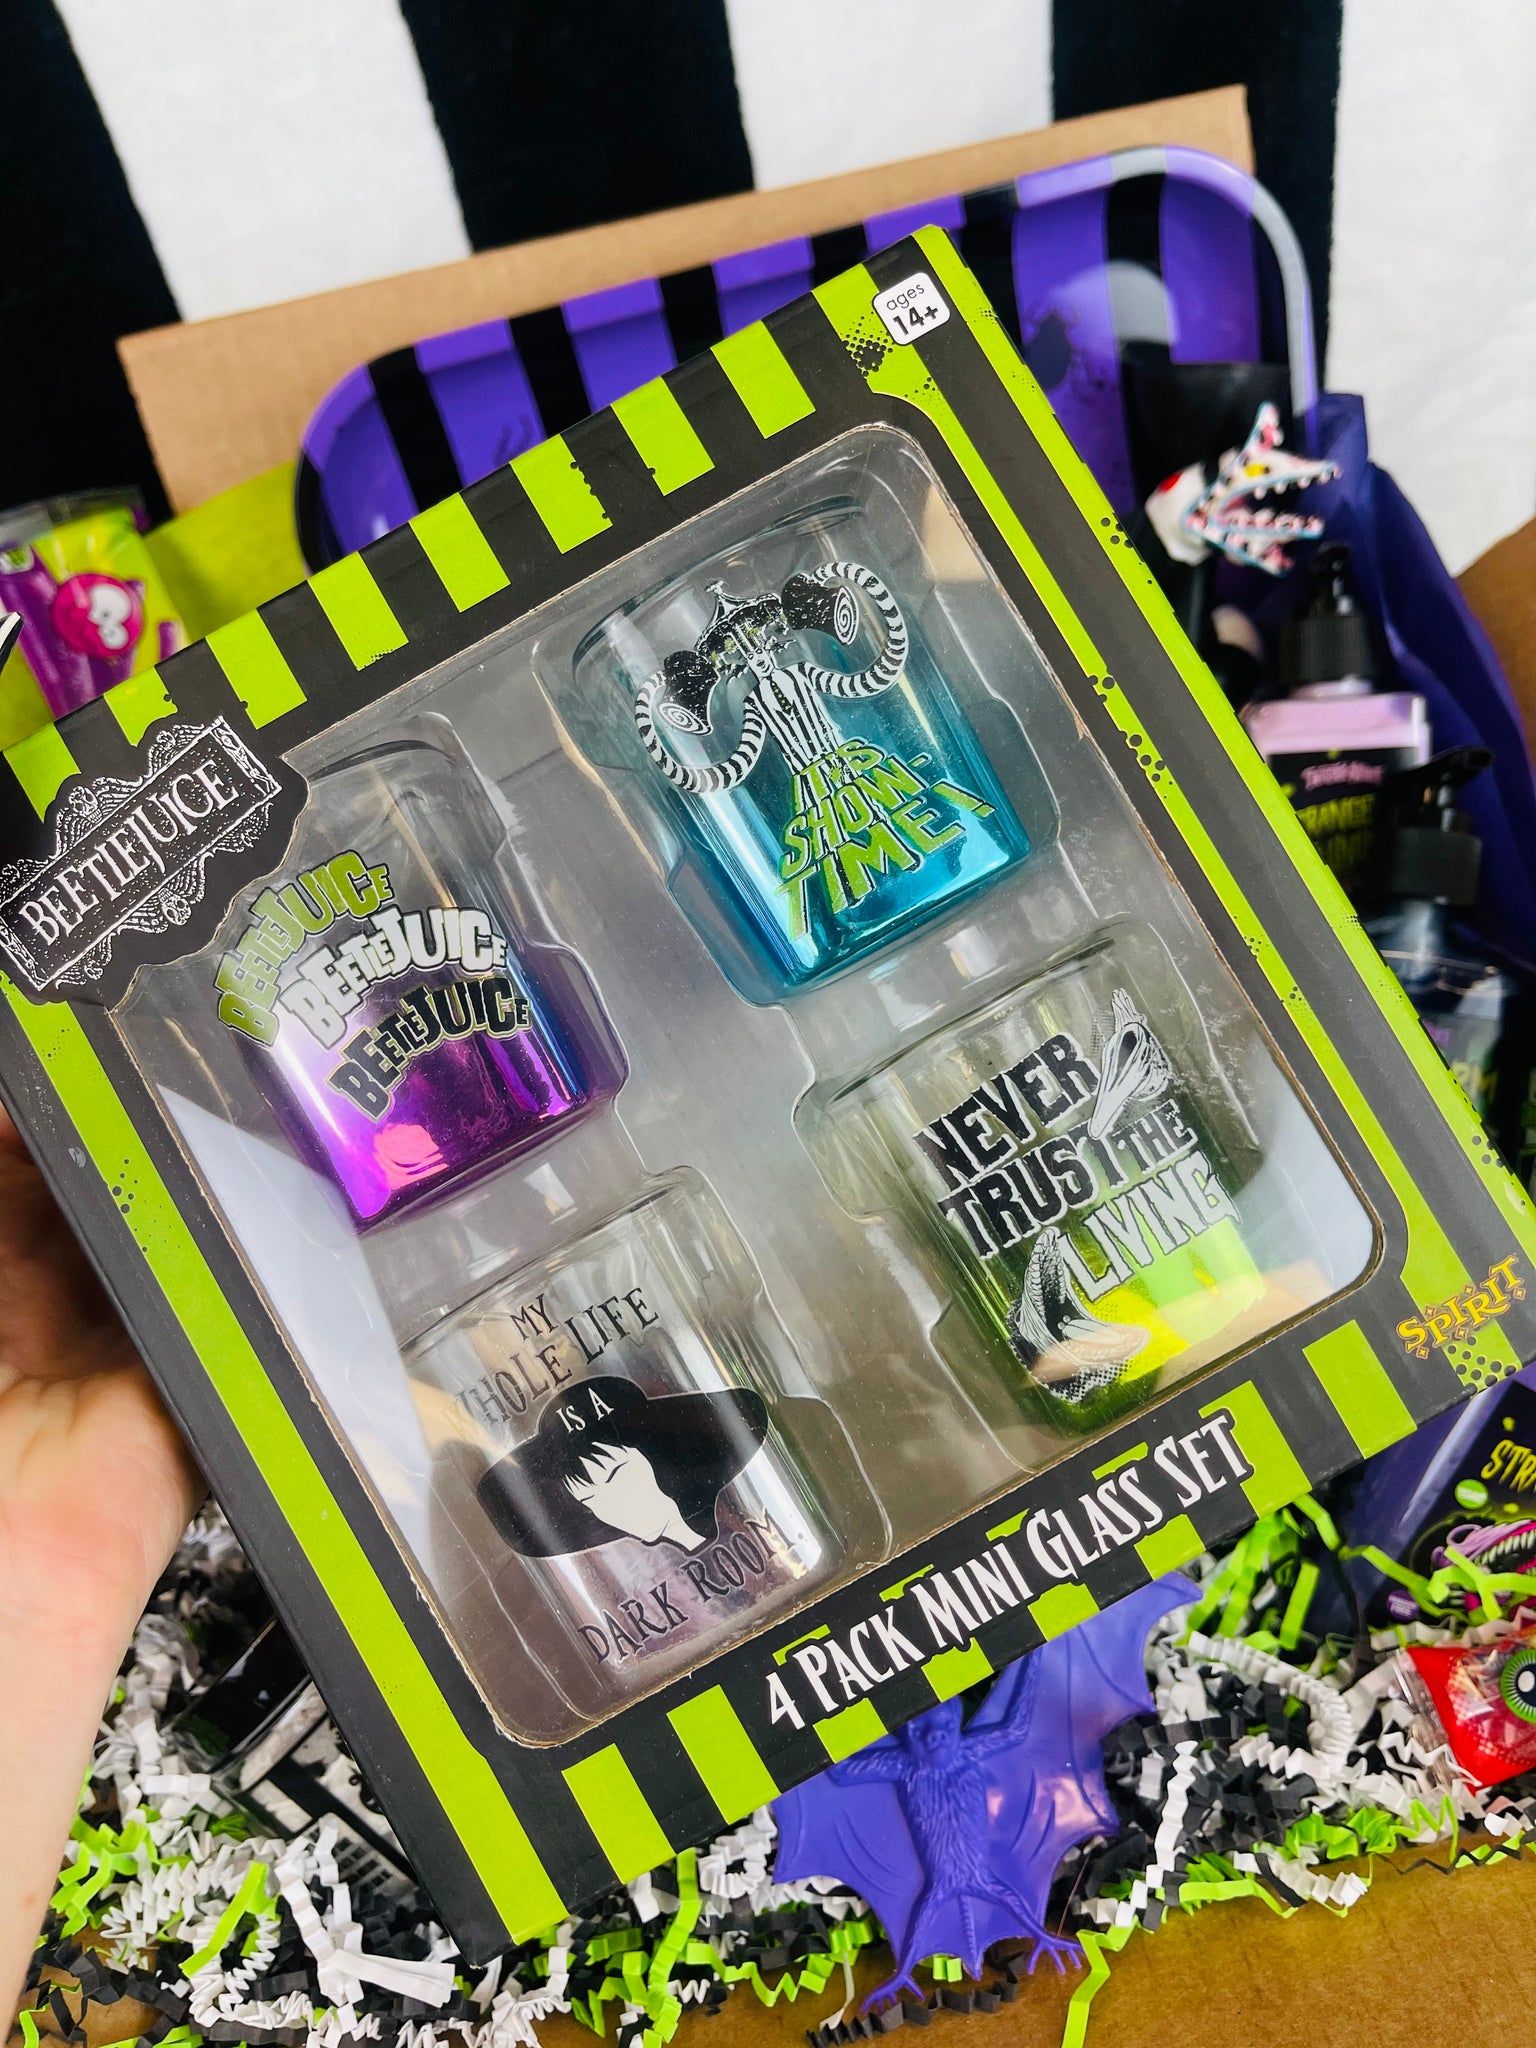 ages
14+
BEETLEJUICE
IT'S
SHOW-
TIME!
BEETLEJUICE
BEETLEJUICE
BEETLEJUICE
NEVER
TRUST THE
LIVING
MY
WHOLE LIFE
IS A
DARK ROOM.
SPIRIT
4 PACK MINI GLASS SET